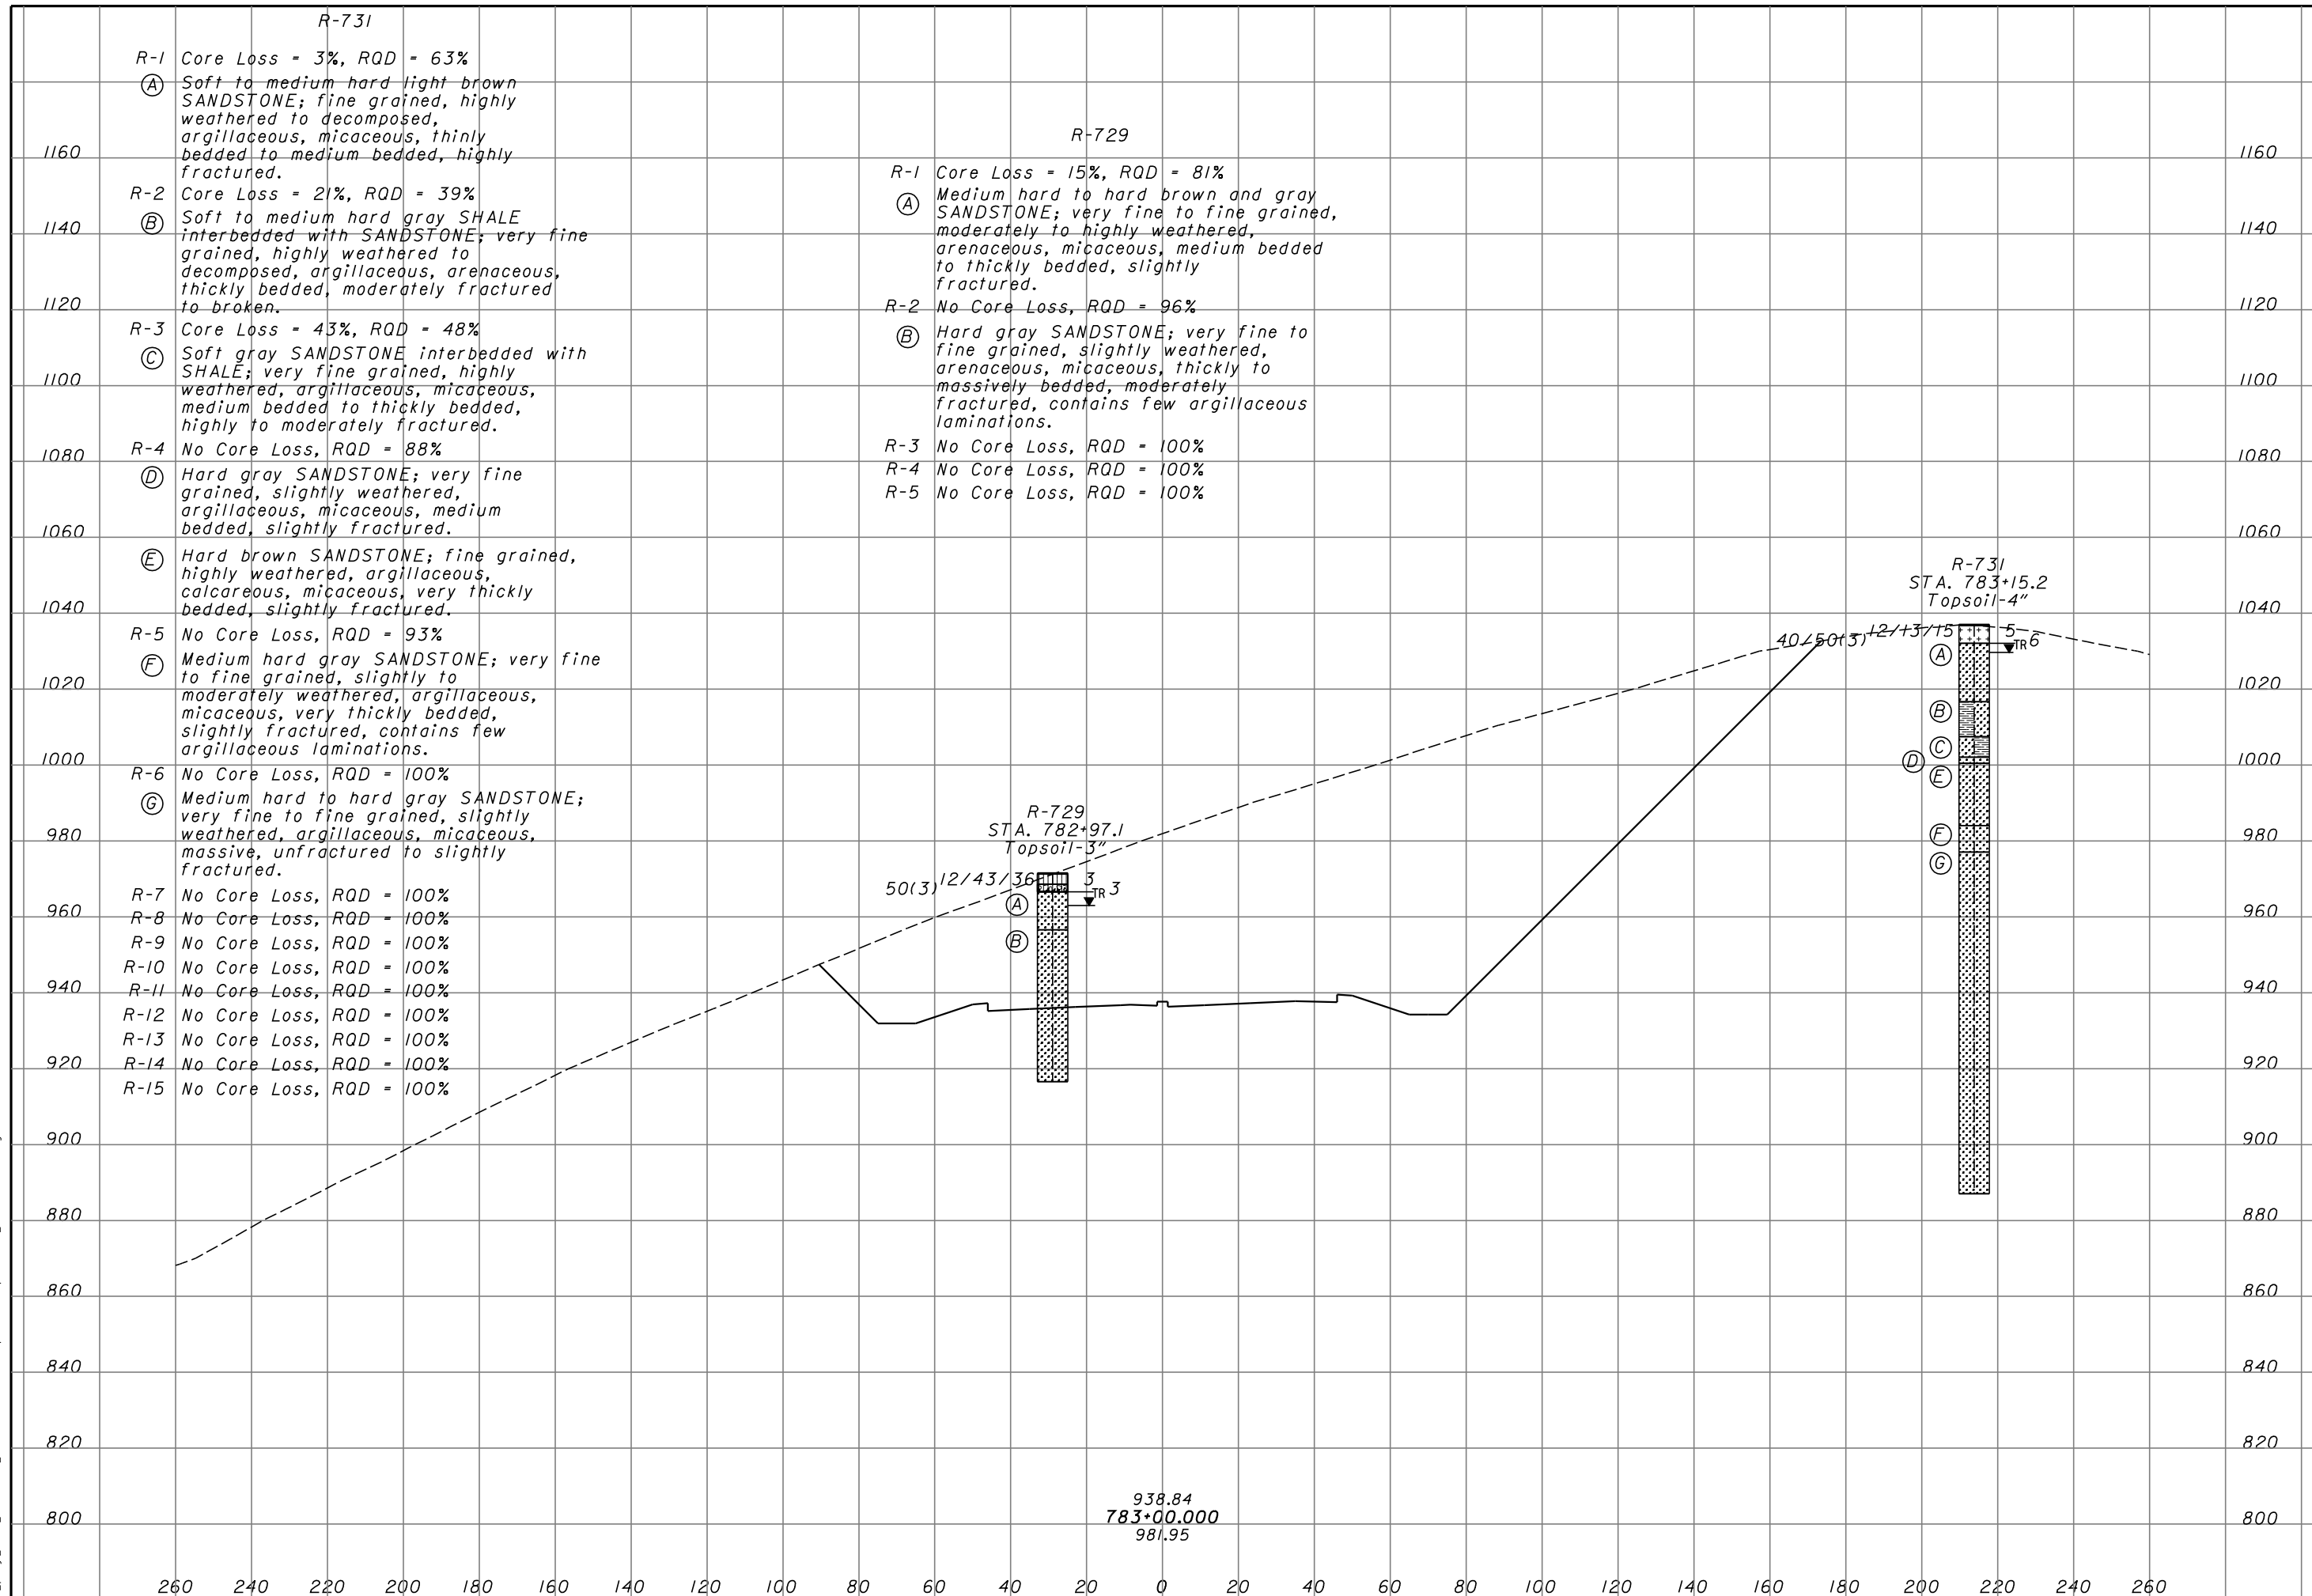 R-731
R-1 Core Loss = 3%, RQD = 63%
A Soft to medium hard light brown
SANDSTONE; fine grained, highly
weathered to decomposed,
argillaceous, micaceous, thinly
bedded to medium bedded, highly
fractured.
R-2 Core Loss = 21%, RQD = 39%
B Soft to medium hard gray SHALE
interbedded with SANDSTONE; very fine
grained, highly weathered to
decomposed, argillaceous, arenaceous,
thickly bedded, moderately fractured
to broken.
R-3 Core Loss = 43%, RQD = 48%
C Soft gray SANDSTONE interbedded with
SHALE; very fine grained, highly
weathered, argillaceous, micaceous,
medium bedded to thickly bedded,
highly to moderately fractured.
R-4 No Core Loss, RQD = 88%
D Hard gray SANDSTONE; very fine
grained, slightly weathered,
argillaceous, micaceous, medium
bedded, slightly fractured.
E Hard brown SANDSTONE; fine grained,
highly weathered, argillaceous,
calcareous, micaceous, very thickly
bedded, slightly fractured.
R-5 No Core Loss, RQD = 93%
F Medium hard gray SANDSTONE; very fine
to fine grained, slightly to
moderately weathered, argillaceous,
micaceous, very thickly bedded,
slightly fractured, contains few
argillaceous laminations.
R-6 No Core Loss, RQD = 100%
G Medium hard to hard gray SANDSTONE;
very fine to fine grained, slightly
weathered, argillaceous, micaceous,
massive, unfractured to slightly
fractured.
R-7 No Core Loss, RQD = 100%
R-8 No Core Loss, RQD = 100%
R-9 No Core Loss, RQD = 100%
R-10 No Core Loss, RQD = 100%
R-11 No Core Loss, RQD = 100%
R-12 No Core Loss, RQD = 100%
R-13 No Core Loss, RQD = 100%
R-14 No Core Loss, RQD = 100%
R-15 No Core Loss, RQD = 100%
R-729
R-1 Core Loss = 15%, RQD = 81%
A Medium hard to hard brown and gray
SANDSTONE; very fine to fine grained,
moderately to highly weathered,
arenaceous, micaceous, medium bedded
to thickly bedded, slightly
fractured.
R-2 No Core Loss, RQD = 96%
B Hard gray SANDSTONE; very fine to
fine grained, slightly weathered,
arenaceous, micaceous, thickly to
massively bedded, moderately
fractured, contains few argillaceous
laminations.
R-3 No Core Loss, RQD = 100%
R-4 No Core Loss, RQD = 100%
R-5 No Core Loss, RQD = 100%
R-731
STA. 783+15.2
Topsoil-4"
12/13/15 5
40/50(3) TR 6
A
B
C
D
E
F
G
R-729
STA. 782+97.1
Topsoil-3"
12/43/36 3
50(3) TR 3
A
B
1160 1160
1140 1140
1120 1120
1100 1100
1080 1080
1060 1060
1040 1040
1020 1020
1000 1000
980 980
960 960
940 940
920 920
900 900
880 880
860 860
840 840
820 820
800 800
938.84
783+00.000
981.95
260 240 220 200 180 160 140 120 100 80 60 40 20 0 20 40 60 80 100 120 140 160 180 200 220 240 260